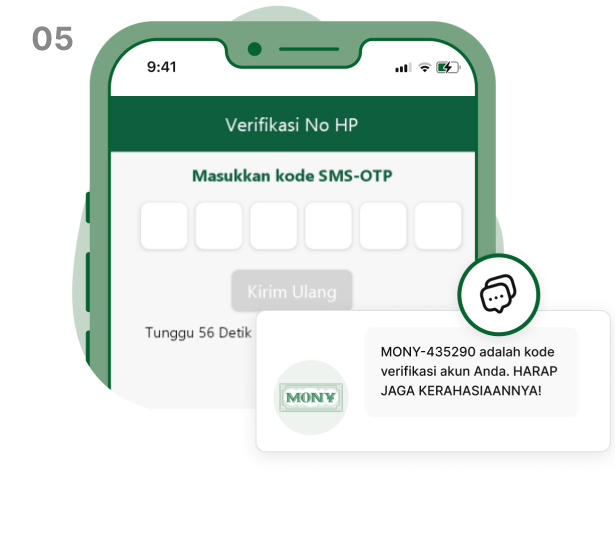 05
9:41
Verifikasi No HP
Masukkan kode SMS-OTP
Kirim Ulang
Tunggu 56 Detik
MONY-435290 adalah kode
verifikasi akun Anda. HARAP
JAGA KERAHASIAANNYA!
MONY